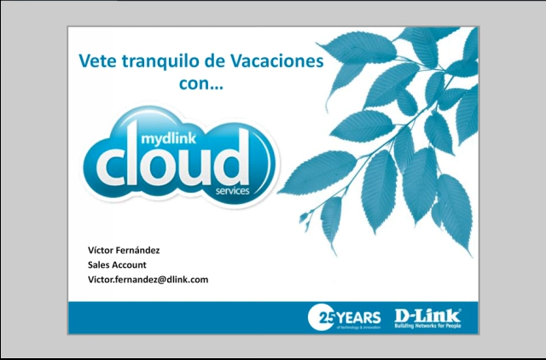 Vete tranquilo de Vacaciones
con...
mydlink
cloud
services
Víctor Fernández
Sales Account
Victor.fernandez@dlink.com
25 YEARS
of technology & innovation
D-Link
Building Networks for People